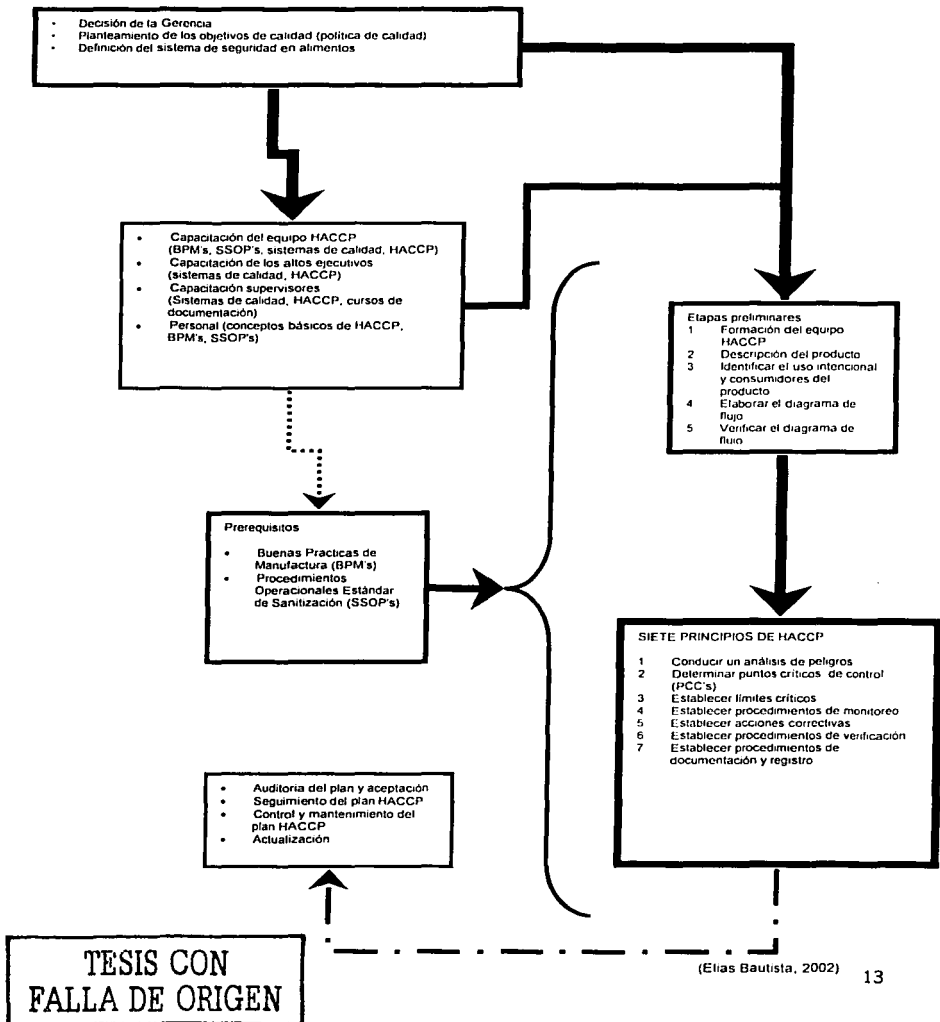 • Decisión de la Gerencia
• Planteamiento de los objetivos de calidad (política de calidad)
• Definición del sistema de seguridad en alimentos
• Capacitación del equipo HACCP
(BPM's, SSOP's, sistemas de calidad, HACCP)
• Capacitación de los altos ejecutivos
(sistemas de calidad, HACCP)
• Capacitación supervisores
(Sistemas de calidad, HACCP, cursos de
documentación)
• Personal (conceptos básicos de HACCP,
BPM's, SSOP's)
Etapas preliminares
1 Formación del equipo
HACCP
2 Descripción del producto
3 Identificar el uso intencional
y consumidores del
producto
4 Elaborar el diagrama de
flujo
5 Verificar el diagrama de
flujo
Prerequisitos
• Buenas Practicas de
Manufactura (BPM's)
• Procedimientos
Operacionales Estándar
de Sanitización (SSOP's)
SIETE PRINCIPIOS DE HACCP
1 Conducir un análisis de peligros
2 Determinar puntos críticos de control
(PCC's)
3 Establecer límites críticos
4 Establecer procedimientos de monitoreo
5 Establecer acciones correctivas
6 Establecer procedimientos de verificación
7 Establecer procedimientos de
documentación y registro
• Auditoria del plan y aceptación
• Seguimiento del plan HACCP
• Control y mantenimiento del
plan HACCP
• Actualización
(Elias Bautista, 2002) 13
TESIS CON
FALLA DE ORIGEN